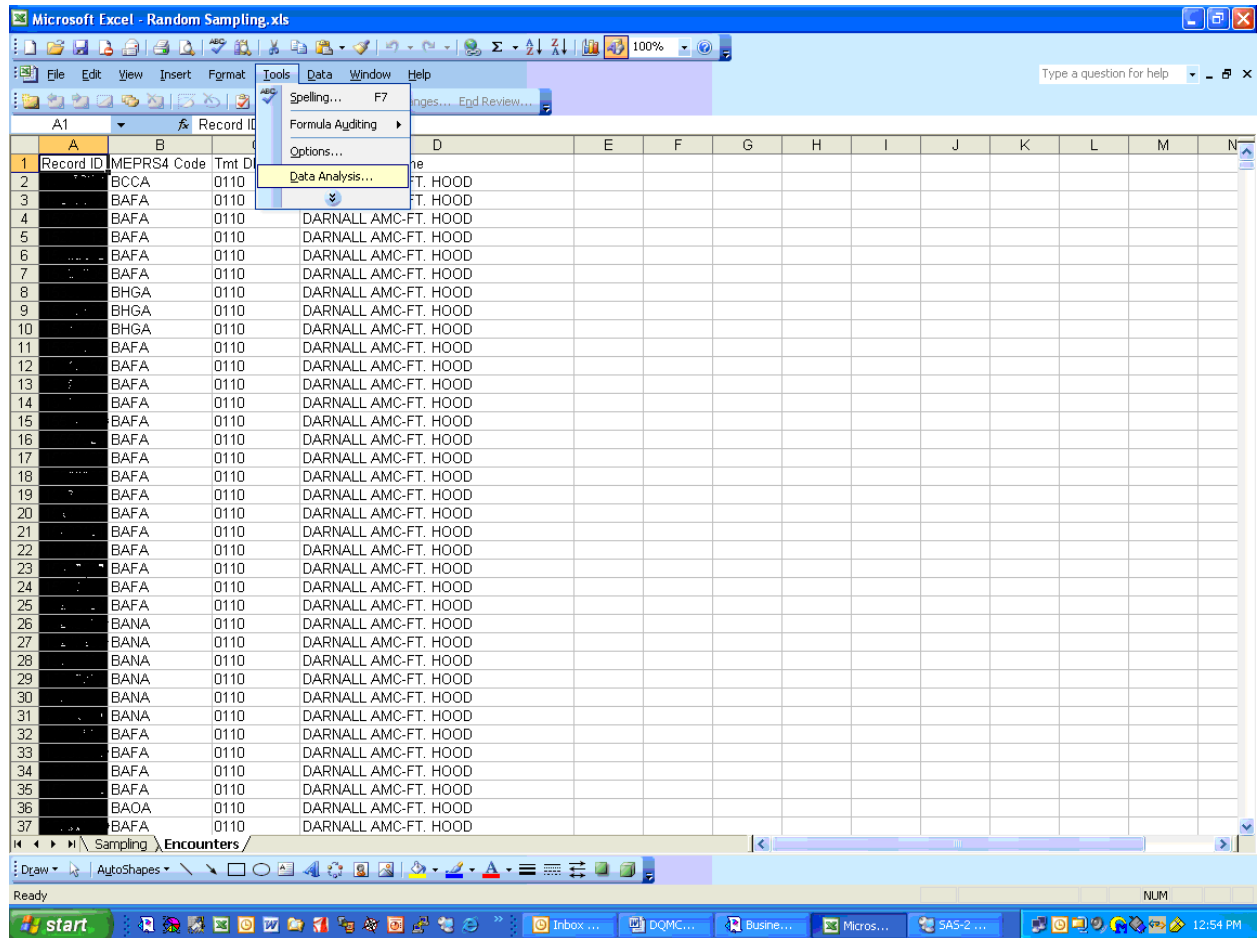 Microsoft Excel - Random Sampling.xls
100%
File Edit View Insert Format Tools Data Window Help Type a question for help
Spelling... F7
nges... End Review...
Formula Auditing
Options...
Data Analysis...
A1 fx Record ID
A B D E F G H I J K L M N
1 Record ID MEPRS4 Code Tmt D
2 BCCA 0110 FT. HOOD
3 BAFA 0110 FT. HOOD
4 BAFA 0110 DARNALL AMC-FT. HOOD
5 BAFA 0110 DARNALL AMC-FT. HOOD
6 BAFA 0110 DARNALL AMC-FT. HOOD
7 BAFA 0110 DARNALL AMC-FT. HOOD
8 BHGA 0110 DARNALL AMC-FT. HOOD
9 BHGA 0110 DARNALL AMC-FT. HOOD
10 BHGA 0110 DARNALL AMC-FT. HOOD
11 BAFA 0110 DARNALL AMC-FT. HOOD
12 BAFA 0110 DARNALL AMC-FT. HOOD
13 BAFA 0110 DARNALL AMC-FT. HOOD
14 BAFA 0110 DARNALL AMC-FT. HOOD
15 BAFA 0110 DARNALL AMC-FT. HOOD
16 BAFA 0110 DARNALL AMC-FT. HOOD
17 BAFA 0110 DARNALL AMC-FT. HOOD
18 BAFA 0110 DARNALL AMC-FT. HOOD
19 BAFA 0110 DARNALL AMC-FT. HOOD
20 BAFA 0110 DARNALL AMC-FT. HOOD
21 BAFA 0110 DARNALL AMC-FT. HOOD
22 BAFA 0110 DARNALL AMC-FT. HOOD
23 BAFA 0110 DARNALL AMC-FT. HOOD
24 BAFA 0110 DARNALL AMC-FT. HOOD
25 BAFA 0110 DARNALL AMC-FT. HOOD
26 BANA 0110 DARNALL AMC-FT. HOOD
27 BANA 0110 DARNALL AMC-FT. HOOD
28 BANA 0110 DARNALL AMC-FT. HOOD
29 BANA 0110 DARNALL AMC-FT. HOOD
30 BANA 0110 DARNALL AMC-FT. HOOD
31 BANA 0110 DARNALL AMC-FT. HOOD
32 BAFA 0110 DARNALL AMC-FT. HOOD
33 BAFA 0110 DARNALL AMC-FT. HOOD
34 BAFA 0110 DARNALL AMC-FT. HOOD
35 BAFA 0110 DARNALL AMC-FT. HOOD
36 BAOA 0110 DARNALL AMC-FT. HOOD
37 BAFA 0110 DARNALL AMC-FT. HOOD
Sampling Encounters
Draw AutoShapes
Ready NUM
start Inbox ... DQMC... Busine... Micros... SAS-2 ... 12:54 PM